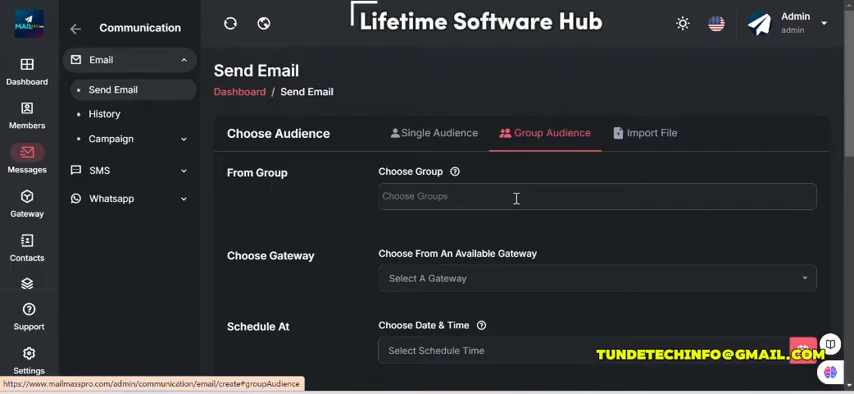 Lifetime Software Hub
MAILPRO
Communication
Admin
admin
Email
Send Email
History
Campaign
SMS
Whatsapp
Dashboard
Members
Messages
Gateway
Contacts
Support
Settings
Send Email
Dashboard / Send Email
Choose Audience
Single Audience
Group Audience
Import File
From Group
Choose Group
Choose Groups
Choose Gateway
Choose From An Available Gateway
Select A Gateway
Schedule At
Choose Date & Time
Select Schedule Time
TUNDETECHINFO@GMAIL.COM
https://www.mailmasspro.com/admin/communication/email/create#groupAudience